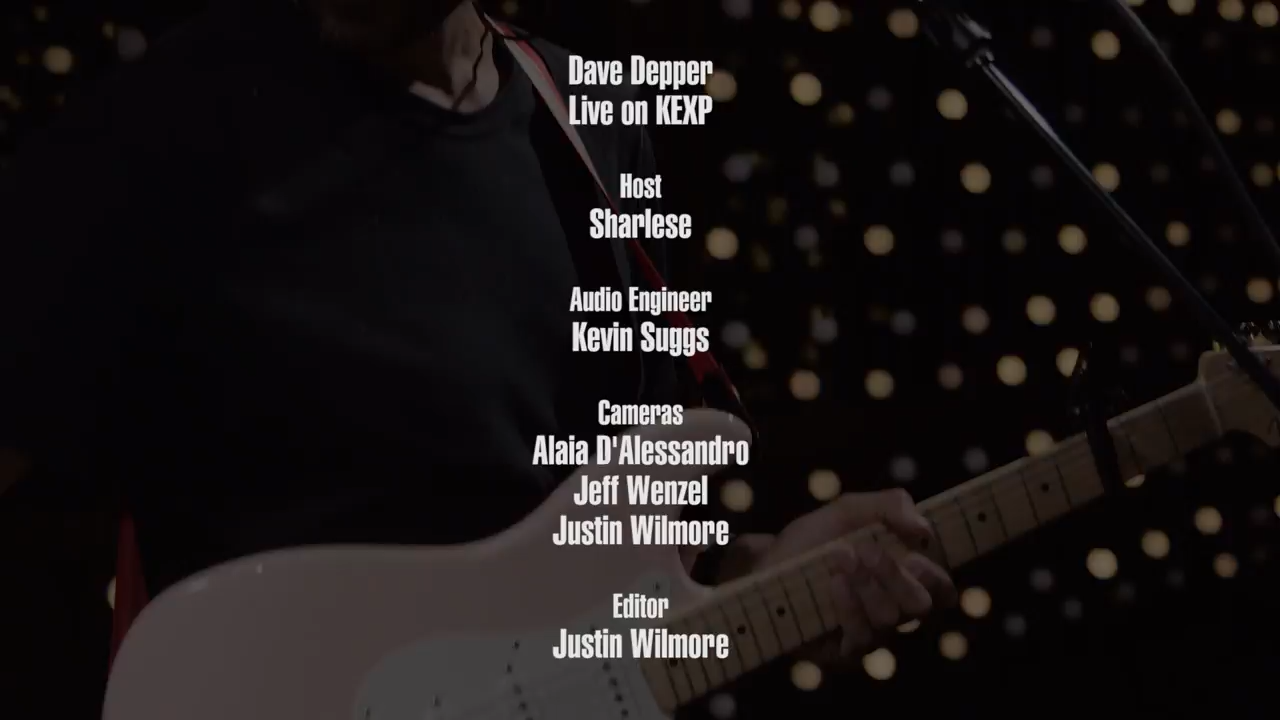 Dave Depper
Live on KEXP
Host
Sharlese
Audio Engineer
Kevin Suggs
Cameras
Alaia D'Alessandro
Jeff Wenzel
Justin Wilmore
Editor
Justin Wilmore